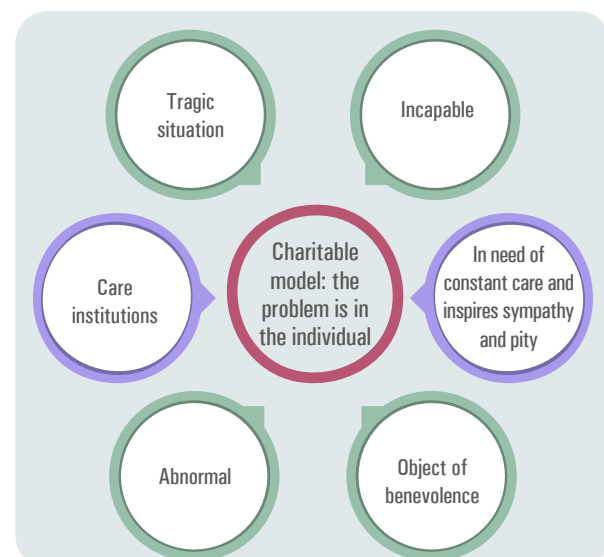 Tragic
situation
Incapable
Care
institutions
Charitable
model: the
problem is in
the individual
In need of
constant care and
inspires sympathy
and pity
Abnormal
Object of
benevolence